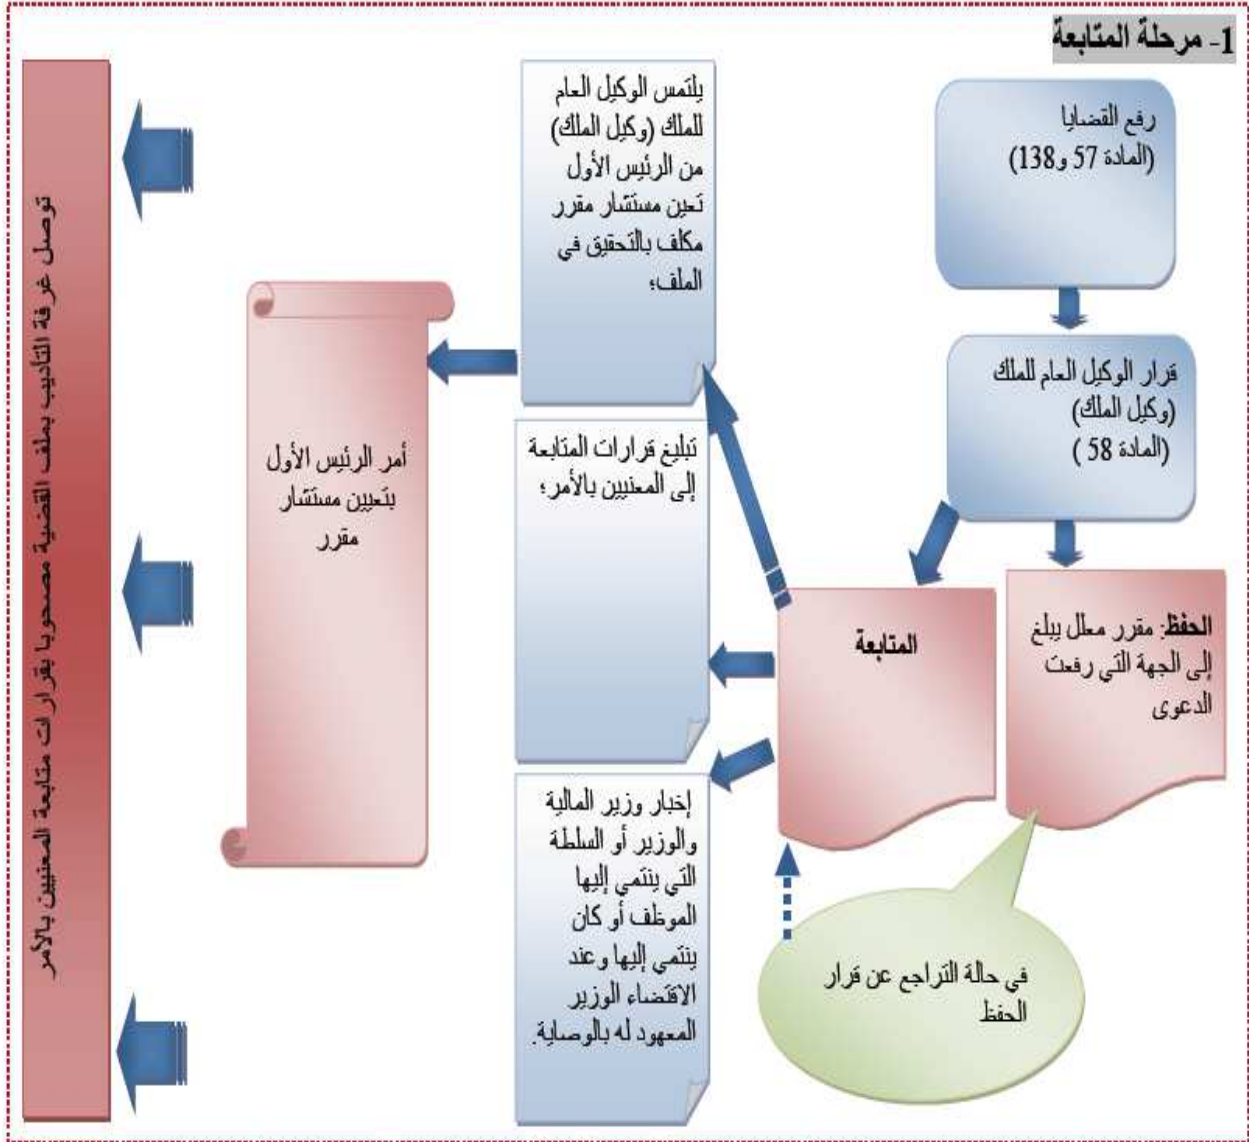 1- مرحلة المتابعة
رفع القضايا
(المادة 57 و138)
قرار الوكيل العام للملك
(وكيل الملك)
(المادة 58 )
الحفظ: مقرر معلل يبلغ
إلى الجهة التي رفعت
الدعوى
المتابعة
في حالة التراجع عن قرار
الحفظ
يلتمس الوكيل العام
للملك (وكيل الملك)
من الرئيس الأول
تعين مستشار مقرر
مكلف بالتحقيق في
الملف؛
تبليغ قرارات المتابعة
إلى المعنيين بالأمر؛
إخبار وزير المالية
والوزير أو السلطة
التي ينتمي إليها
الموظف أو كان
ينتمي إليها وعند
الاقتضاء الوزير
المعهود له بالوصاية.
أمر الرئيس الأول
بتعيين مستشار
مقرر
توصل غرفة التاديب بملف القضية مصحوبا بقرارات متابعة المعنيين بالأمر